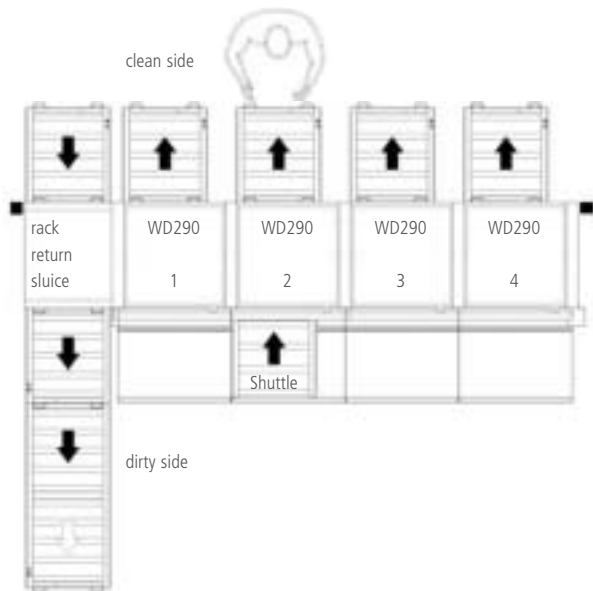 clean side
rack
return
sluice
WD290
1
WD290
2
WD290
3
WD290
4
Shuttle
dirty side